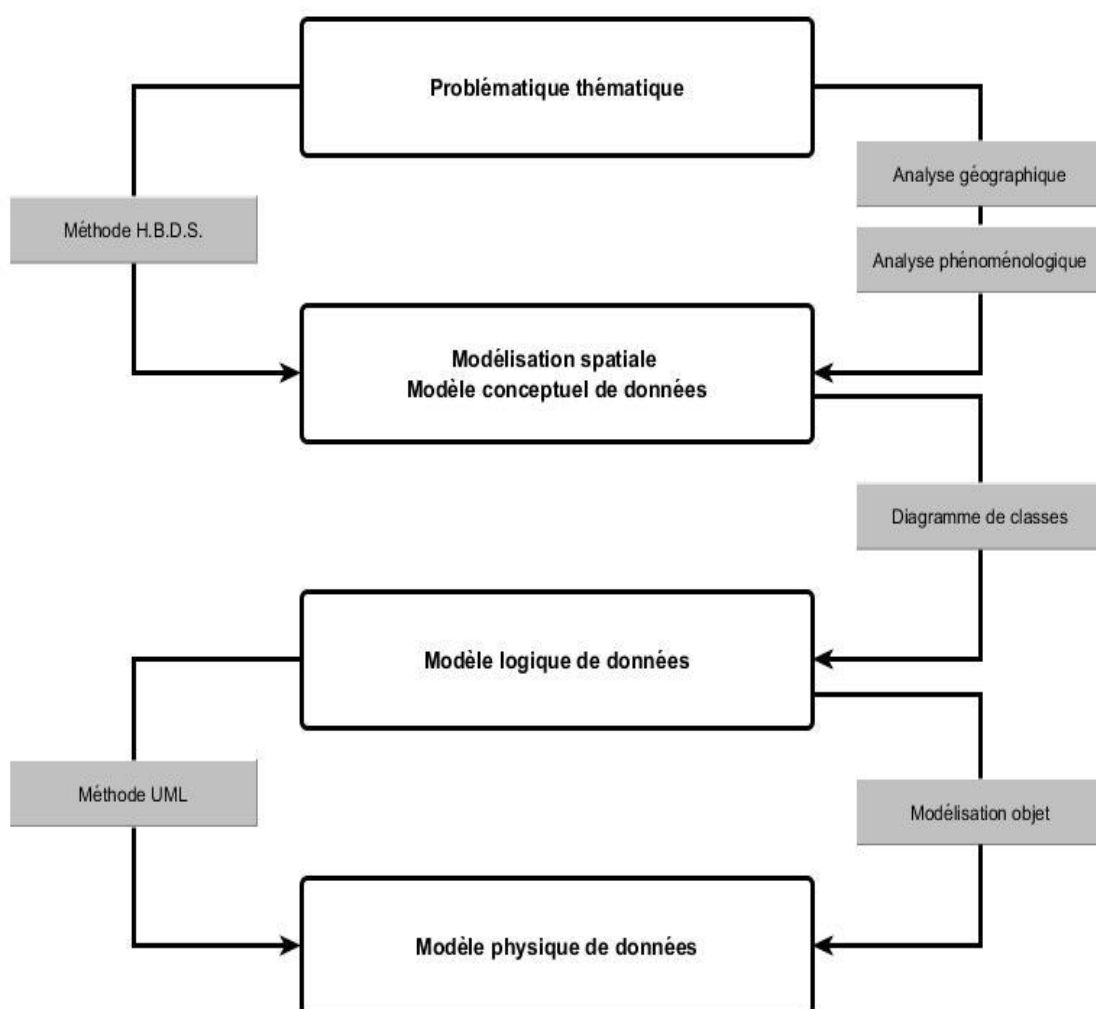 Problématique thématique
Analyse géographique
Méthode H.B.D.S.
Analyse phénoménologique
Modélisation spatiale
Modèle conceptuel de données
Diagramme de classes
Modèle logique de données
Méthode UML
Modélisation objet
Modèle physique de données